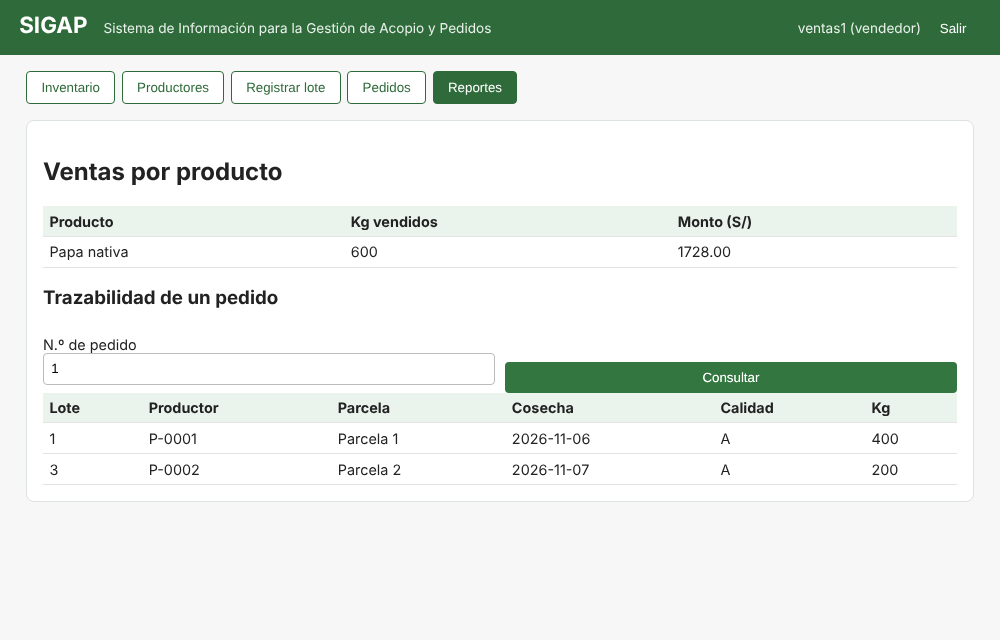 SIGAP Sistema de Información para la Gestión de Acopio y Pedidos ventas1 (vendedor) Salir
Inventario Productores Registrar lote Pedidos Reportes
Ventas por producto
Producto Kg vendidos Monto (S/)
Papa nativa 600 1728.00
Trazabilidad de un pedido
N.º de pedido
1 Consultar
Lote Productor Parcela Cosecha Calidad Kg
1 P-0001 Parcela 1 2026-11-06 A 400
3 P-0002 Parcela 2 2026-11-07 A 200